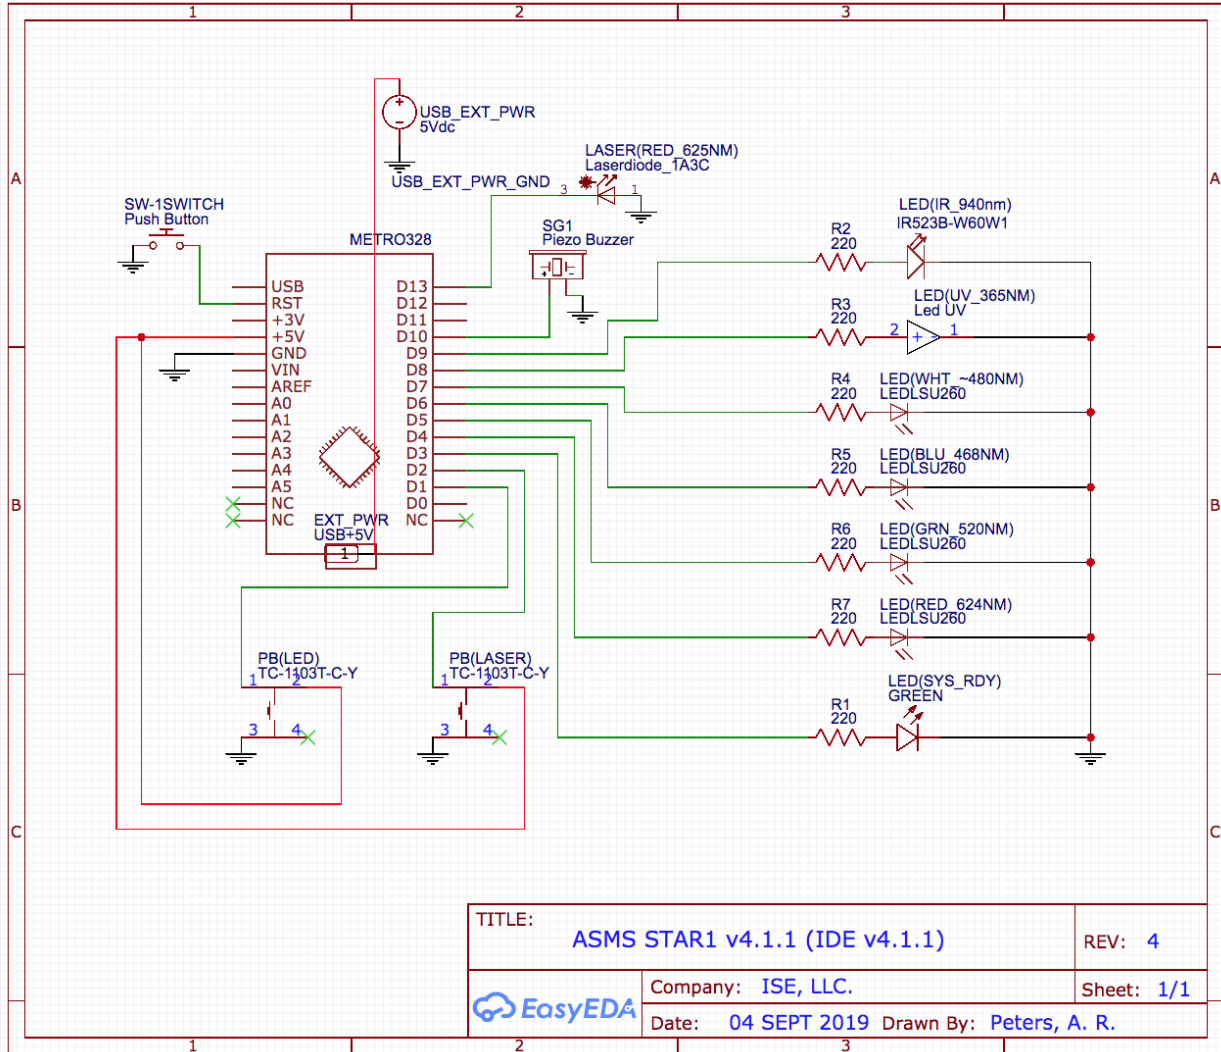 1 2 3
USB_EXT_PWR
5Vdc
LASER(RED_625NM)
Laserdiode_1A3C
A A
USB_EXT_PWR_GND 3 1
SW-1SWITCH
Push Button
LED(IR_940nm)
IR523B-W60W1
SG1
Piezo Buzzer
R2
220
METRO328
USB D13
RST D12
+3V D11
+5V D10
GND D9
VIN D8
AREF D7
A0 D6
A1 D5
A2 D4
A3 D3
A4 D2
A5 D1
NC D0
NC NC
EXT_PWR
USB+5V
1
R3
220
LED(UV_365NM)
Led UV
2 + - 1
R4
220
LED(WHT_~480NM)
LEDLSU260
R5
220
LED(BLU_468NM)
LEDLSU260
B B
R6
220
LED(GRN_520NM)
LEDLSU260
R7
220
LED(RED_624NM)
LEDLSU260
PB(LED)
TC-1103T-C-Y
1 2
3 4
PB(LASER)
TC-1103T-C-Y
1 2
3 4
R1
220
LED(SYS_RDY)
GREEN
C C
TITLE:
ASMS STAR1 v4.1.1 (IDE v4.1.1)
REV: 4
EasyEDA
Company: ISE, LLC.
Sheet: 1/1
Date: 04 SEPT 2019 Drawn By: Peters, A. R.
1 2 3